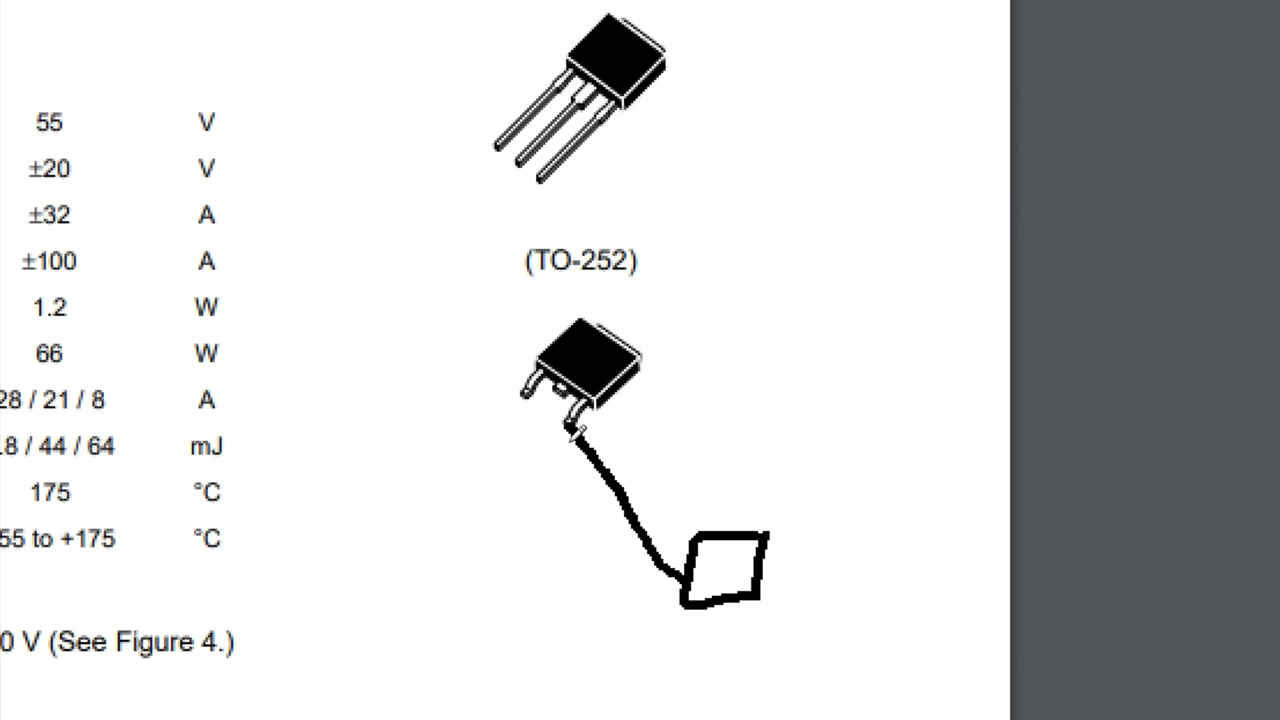 55 V
±20 V
±32 A
±100 A
1.2 W
66 W
28 / 21 / 8 A
.8 / 44 / 64 mJ
175 °C
55 to +175 °C
0 V (See Figure 4.)
(TO-252)